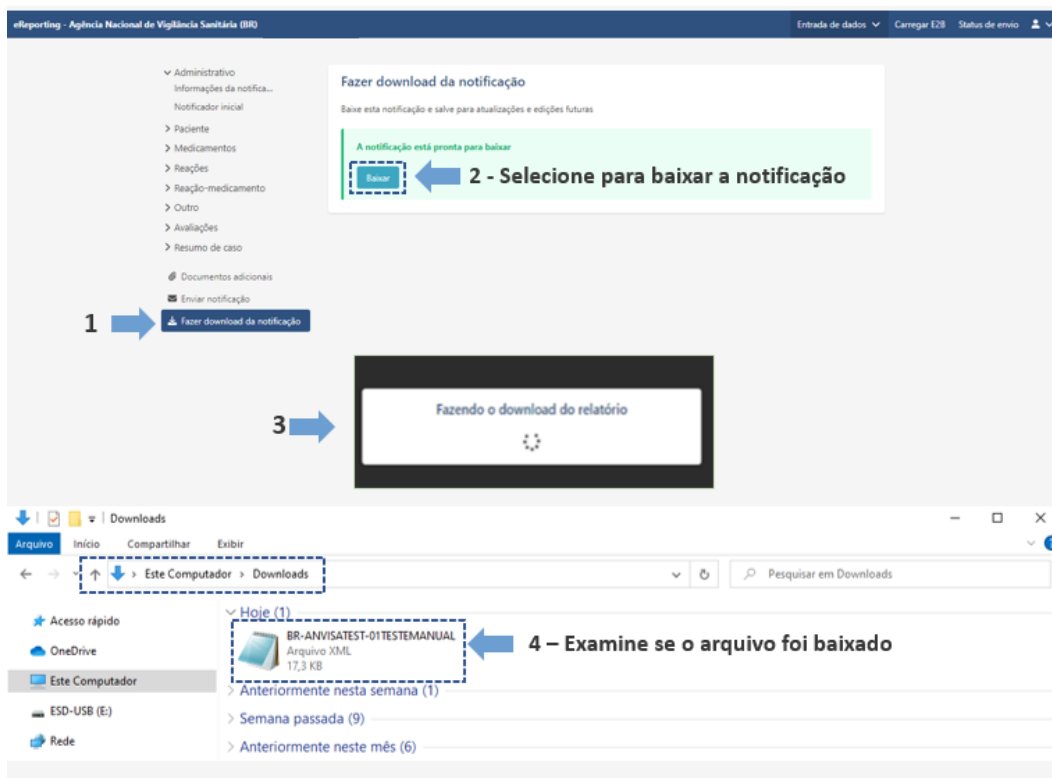 eReporting - Agência Nacional de Vigilância Sanitária (BR)
Entrada de dados
Carregar E2B
Status de envio
Administrativo
Informações da notifica...
Notificador inicial
Paciente
Medicamentos
Reações
Reação-medicamento
Outro
Avaliações
Resumo de caso
Documentos adicionais
Enviar notificação
1
Fazer download da notificação
Fazer download da notificação
Baixe esta notificação e salve para atualizações e edições futuras
A notificação está pronta para baixar
Baixar
2 - Selecione para baixar a notificação
3
Fazendo o download do relatório
Downloads
Arquivo Início Compartilhar Exibir
Este Computador > Downloads
Pesquisar em Downloads
Acesso rápido
OneDrive
Este Computador
ESD-USB (E:)
Rede
Hoje (1)
BR-ANVISATEST-01TESTEMANUAL
Arquivo XML
17,3 KB
4 – Examine se o arquivo foi baixado
Anteriormente nesta semana (1)
Semana passada (9)
Anteriormente neste mês (6)